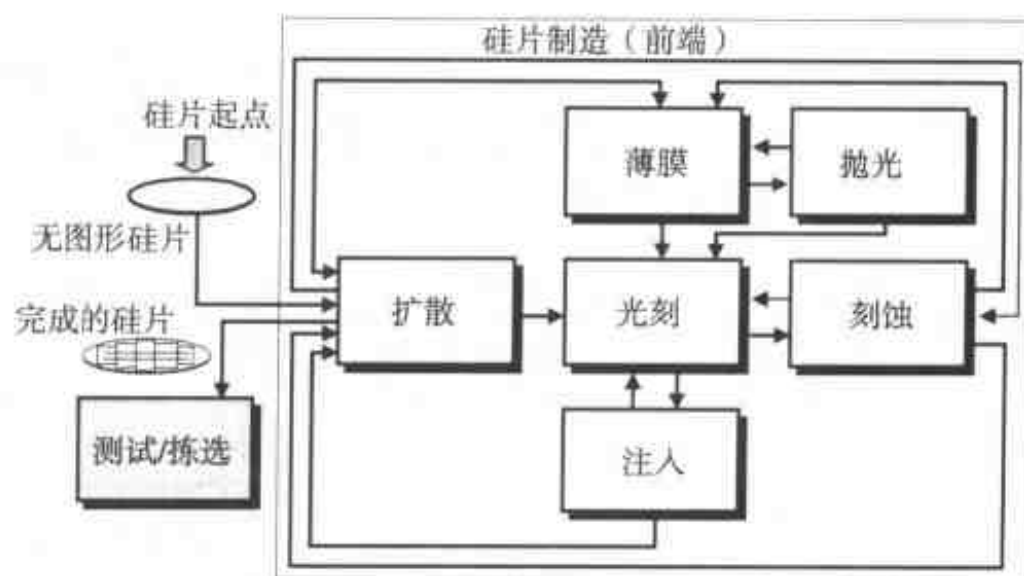 硅片制造（前端）
硅片起点
薄膜
抛光
无图形硅片
扩散
光刻
刻蚀
完成的硅片
测试/拣选
注入